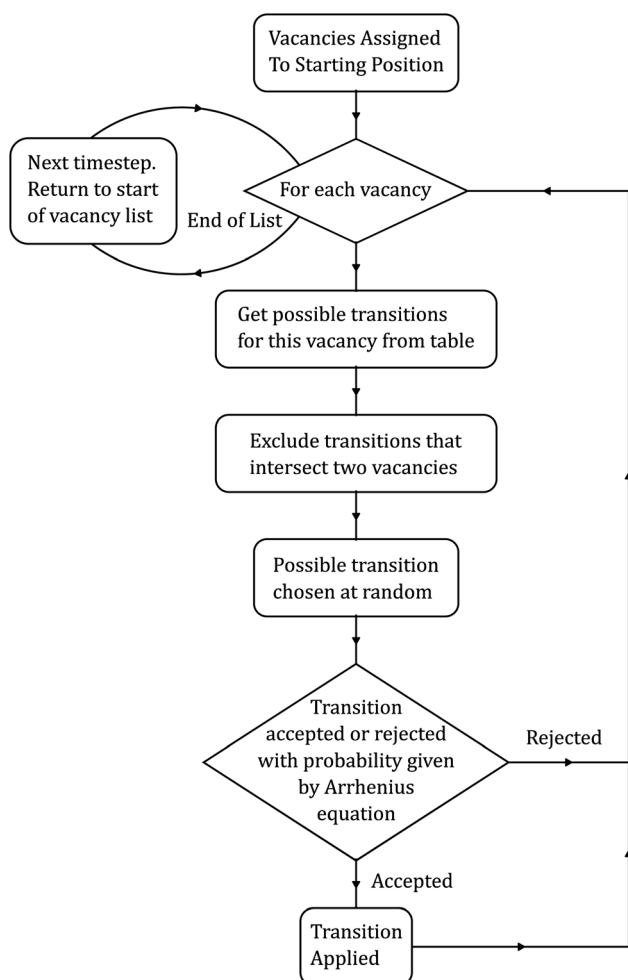 Vacancies Assigned
To Starting Position
Next timestep.
Return to start
of vacancy list
For each vacancy
End of List
Get possible transitions
for this vacancy from table
Exclude transitions that
intersect two vacancies
Possible transition
chosen at random
Transition
accepted or rejected
with probability given
by Arrhenius
equation
Rejected
Accepted
Transition
Applied